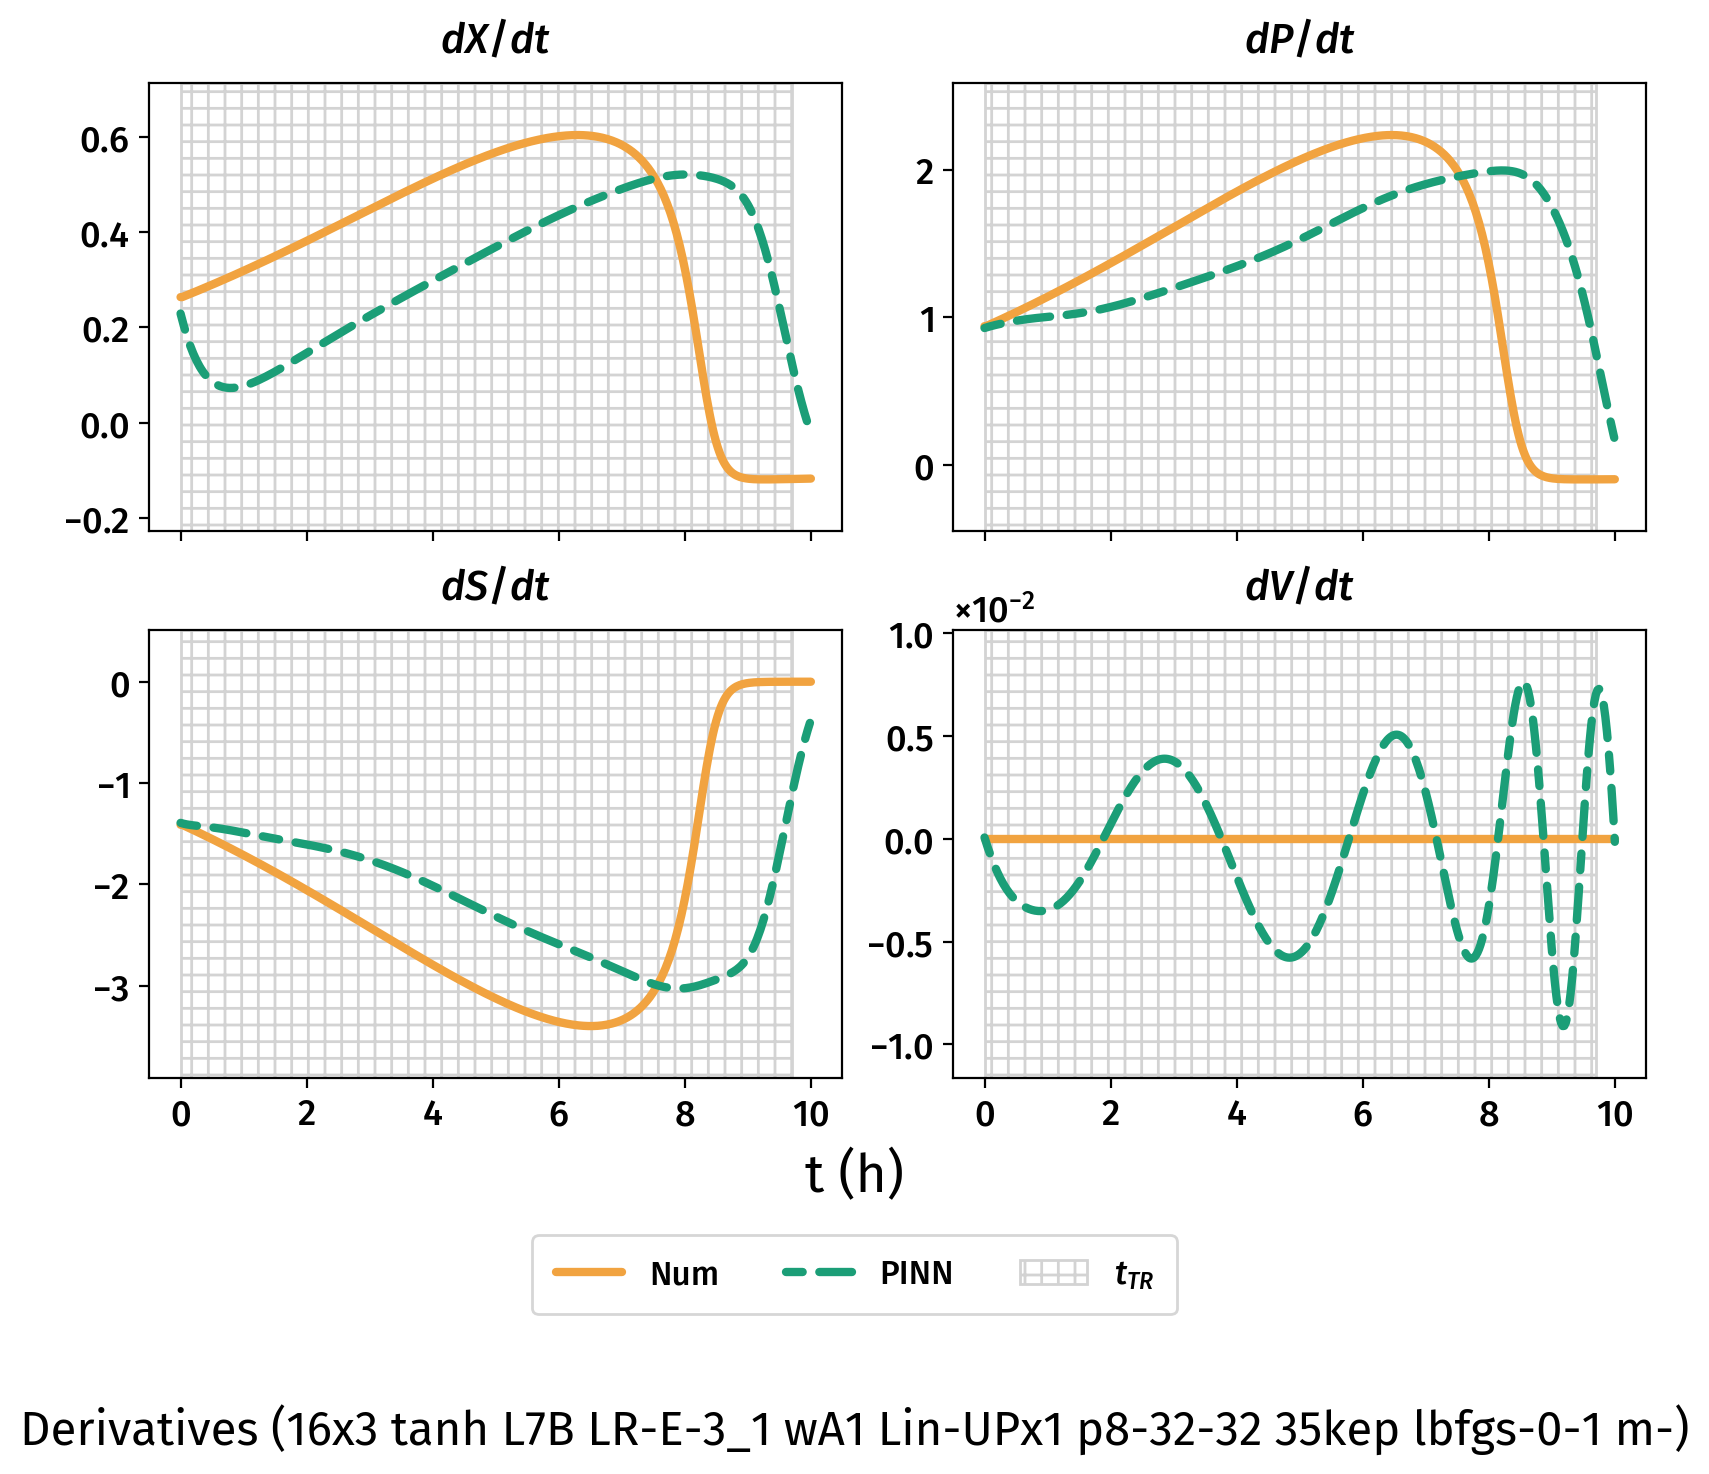 dX/dt
dP/dt
0.6
0.4
0.2
0.0
−0.2
2
1
0
dS/dt
dV/dt
×10⁻²
0
−1
−2
−3
1.0
0.5
0.0
−0.5
−1.0
0 2 4 6 8 10
0 2 4 6 8 10
t (h)
Num PINN t_TR
Derivatives (16x3 tanh L7B LR-E-3_1 wA1 Lin-UPx1 p8-32-32 35kep lbfgs-0-1 m-)